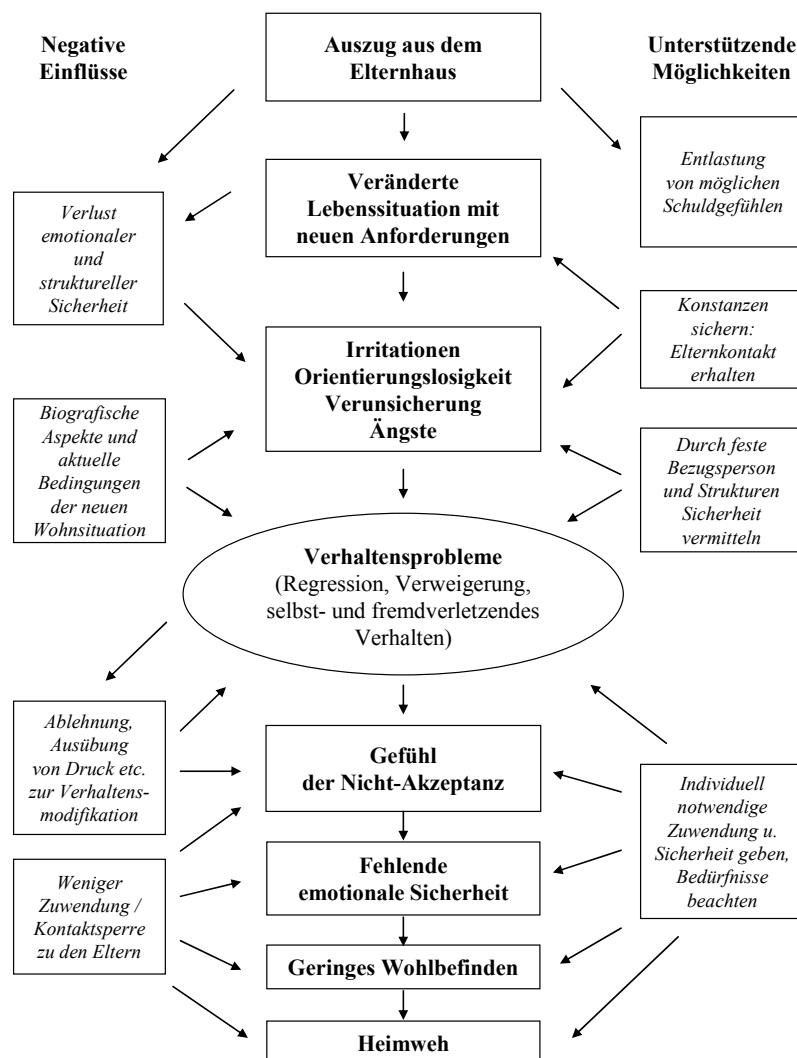 Negative
Einflüsse
Auszug aus dem
Elternhaus
Unterstützende
Möglichkeiten
Entlastung
von möglichen
Schuldgefühlen
Veränderte
Lebenssituation mit
neuen Anforderungen
Verlust
emotionaler
und
struktureller
Sicherheit
Konstanzen
sichern:
Elternkontakt
erhalten
Irritationen
Orientierungslosigkeit
Verunsicherung
Ängste
Biografische
Aspekte und
aktuelle
Bedingungen
der neuen
Wohnsituation
Durch feste
Bezugsperson
und Strukturen
Sicherheit
vermitteln
Verhaltensprobleme
(Regression, Verweigerung,
selbst- und fremdverletzendes
Verhalten)
Ablehnung,
Ausübung
von Druck etc.
zur Verhaltens-
modifikation
Gefühl
der Nicht-Akzeptanz
Individuell
notwendige
Zuwendung u.
Sicherheit geben,
Bedürfnisse
beachten
Weniger
Zuwendung /
Kontaktsperre
zu den Eltern
Fehlende
emotionale Sicherheit
Geringes Wohlbefinden
Heimweh